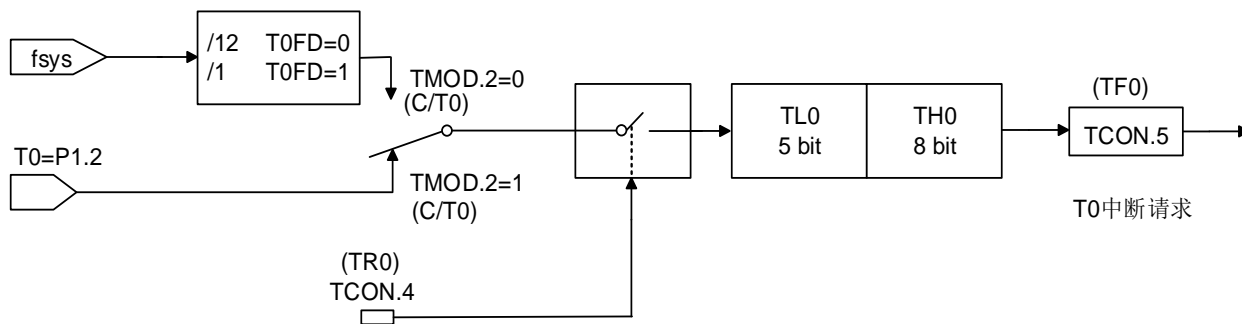 fsys
/12 T0FD=0
/1 T0FD=1
TMOD.2=0
(C/T0)
T0=P1.2
TMOD.2=1
(C/T0)
(TR0)
TCON.4
TL0
5 bit
TH0
8 bit
(TF0)
TCON.5
T0中断请求